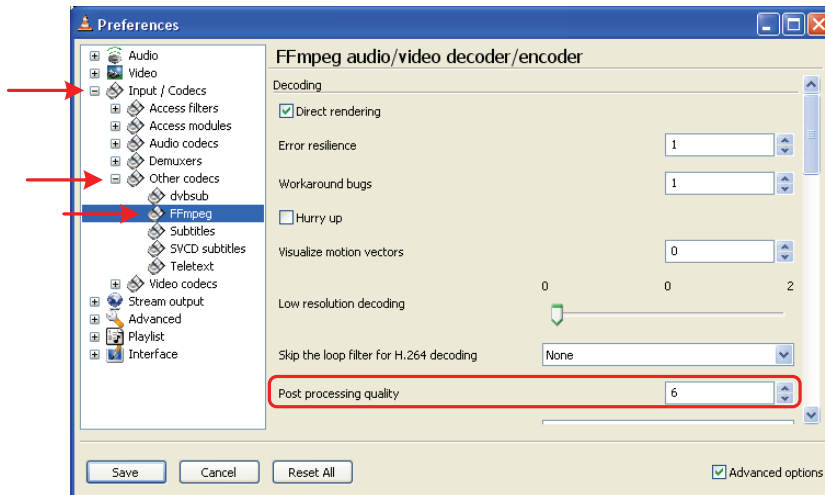 Preferences
Audio
Video
Input / Codecs
Access filters
Access modules
Audio codecs
Demuxers
Other codecs
dvbsub
FFmpeg
Subtitles
SVCD subtitles
Teletext
Video codecs
Stream output
Advanced
Playlist
Interface
FFmpeg audio/video decoder/encoder
Decoding
Direct rendering
Error resilience 1
Workaround bugs 1
Hurry up
Visualize motion vectors 0
0 0 2
Low resolution decoding
Skip the loop filter for H.264 decoding None
Post processing quality 6
Save Cancel Reset All Advanced options